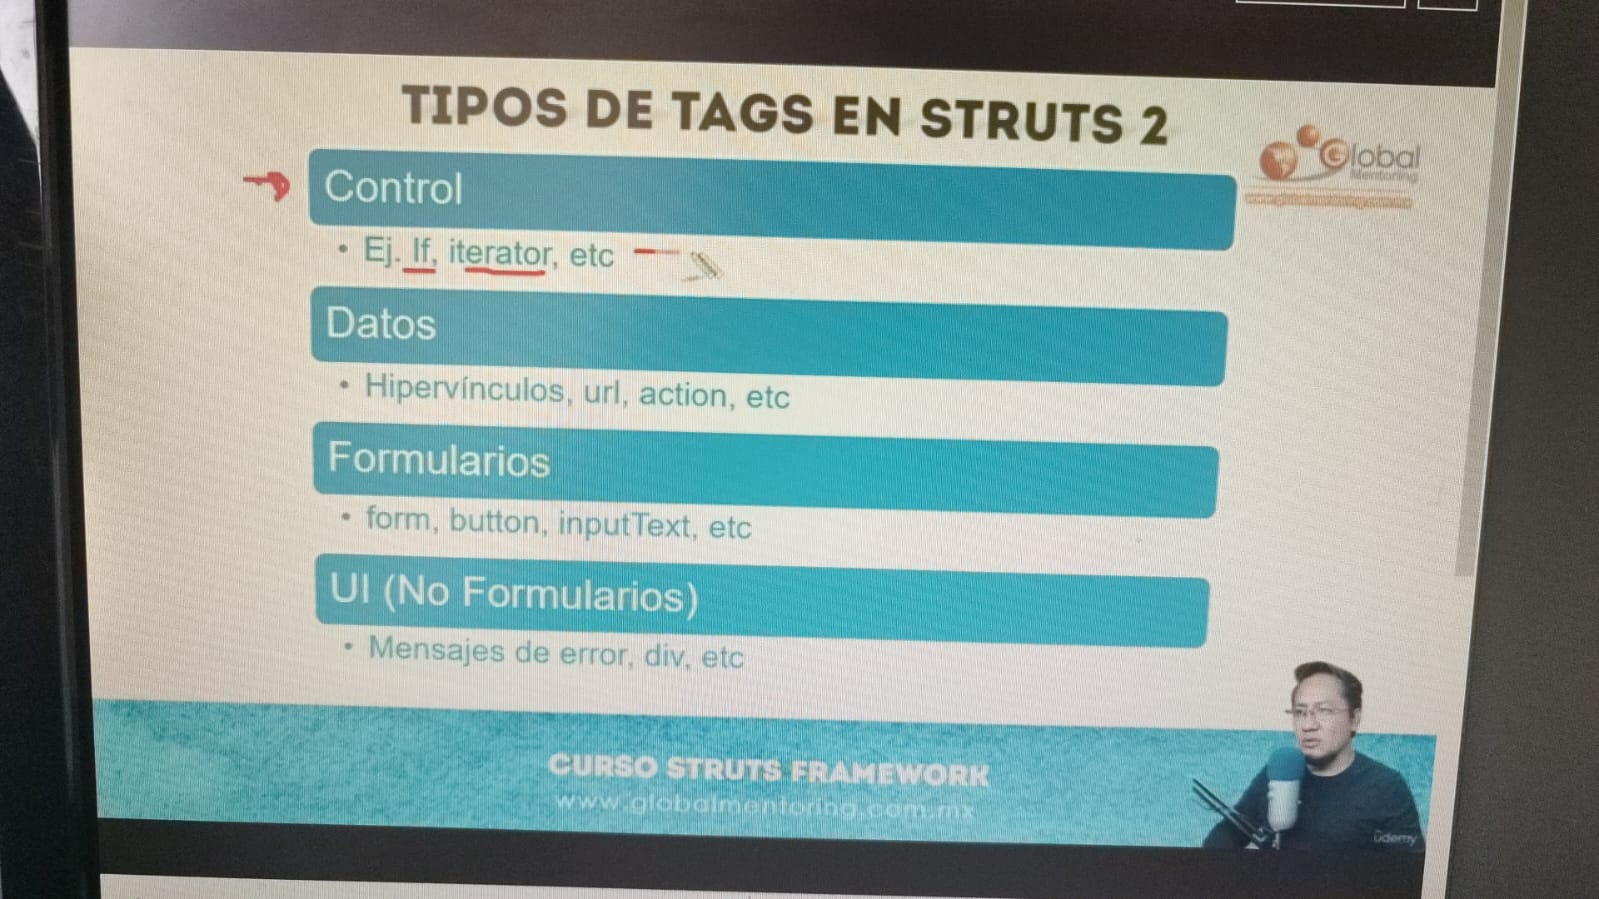 TIPOS DE TAGS EN STRUTS 2
Global
Mentoring
www.globalmentoring.com.mx
Control
• Ej. If, iterator, etc
Datos
• Hipervínculos, url, action, etc
Formularios
• form, button, inputText, etc
UI (No Formularios)
• Mensajes de error, div, etc
CURSO STRUTS FRAMEWORK
www.globalmentoring.com.mx
ûdemy